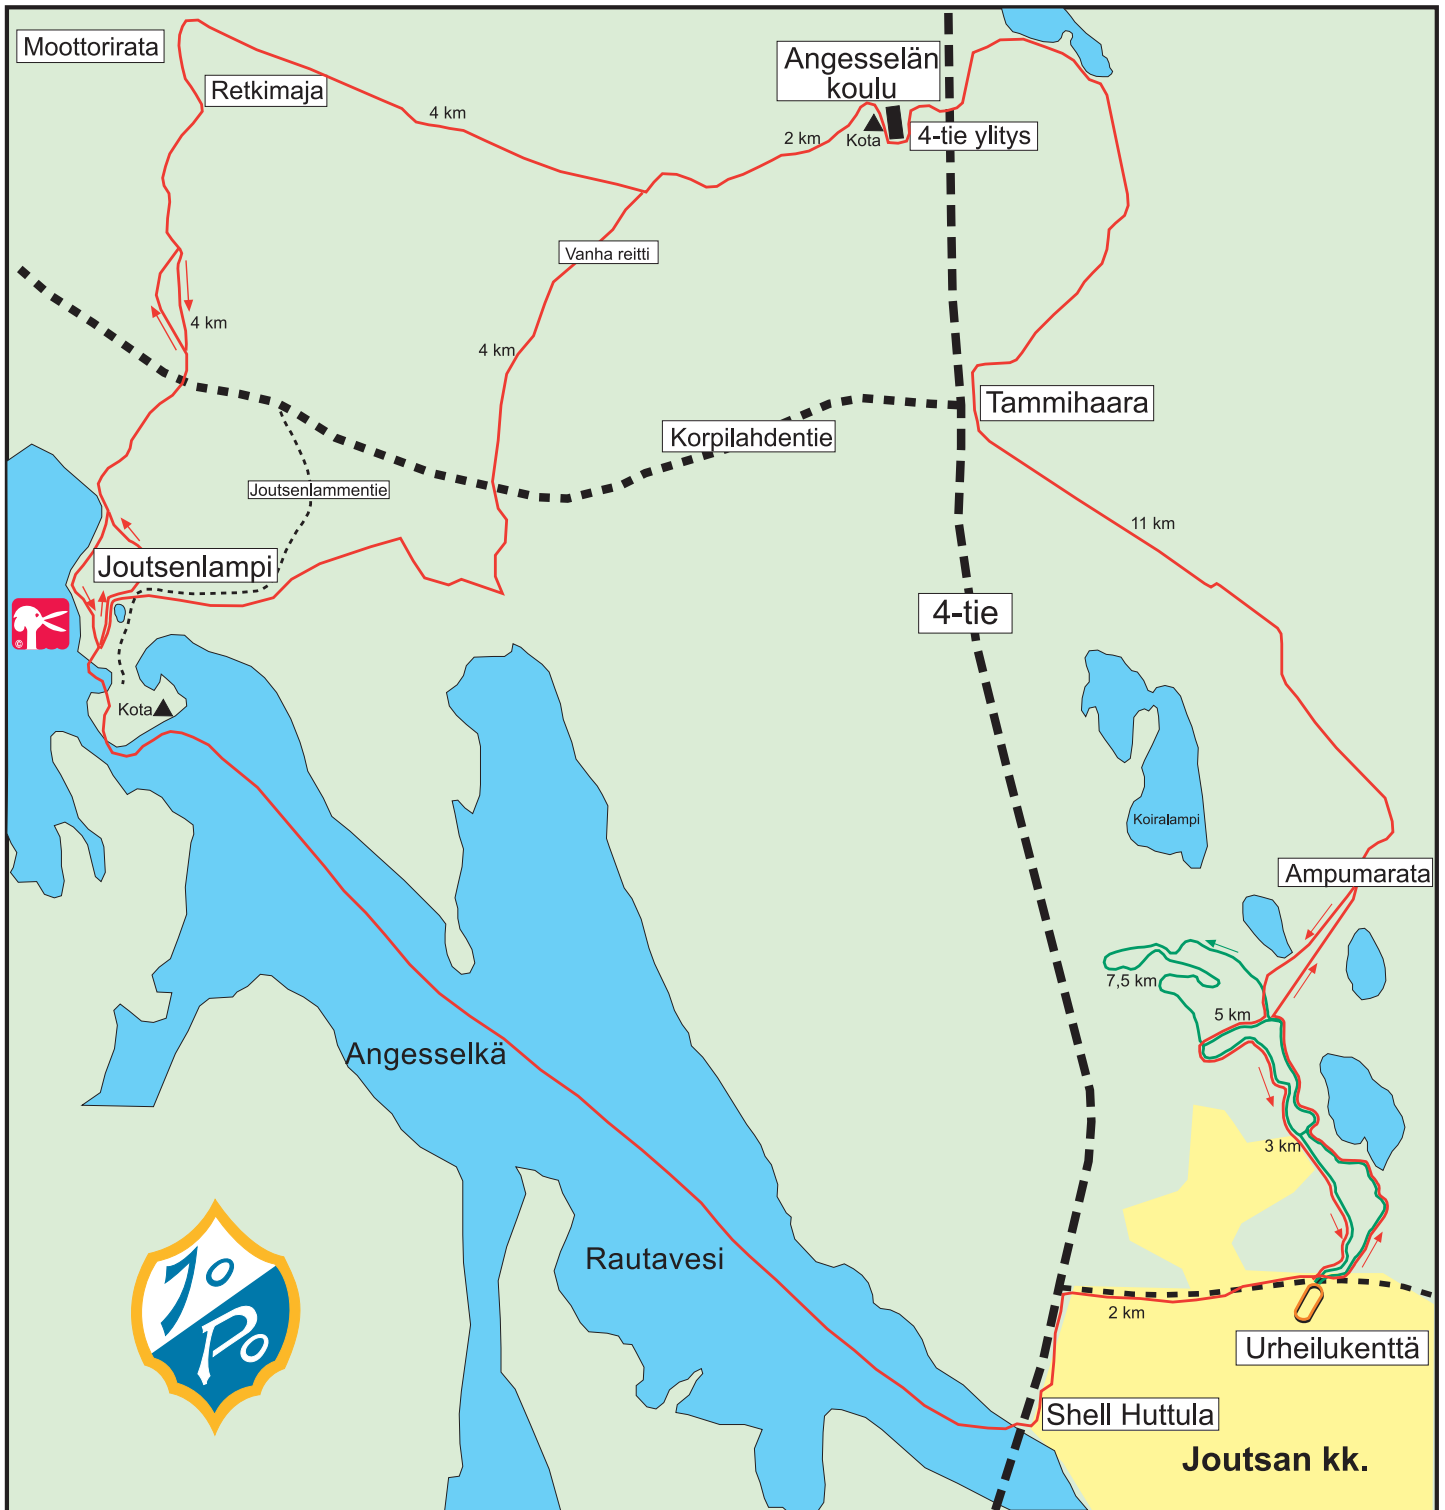 Moottorirata
Retkimaja
4 km
Angesselän
koulu
2 km
Kota
4-tie ylitys
Vanha reitti
4 km
4 km
Korpilahdentie
Tammihaara
Joutsenlammentie
11 km
Joutsenlampi
4-tie
©
Kota
Koiralampi
Ampumarata
7,5 km
5 km
Angesselkä
3 km
Rautavesi
JO
PO
2 km
Urheilukenttä
Shell Huttula
Joutsan kk.